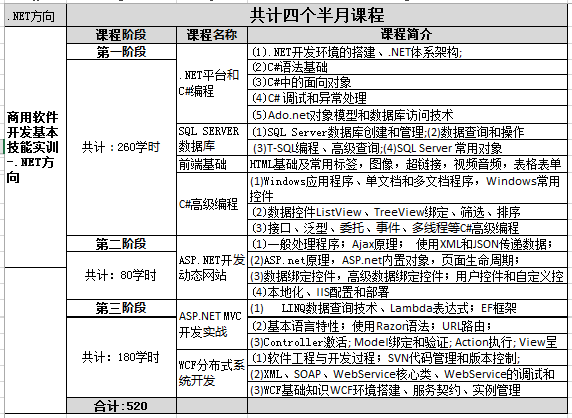 .NET方向
共计四个半月课程
课程阶段
课程名称
课程简介
商用软件
开发基本
技能实训
-.NET方
向
第一阶段
共计：260学时
.NET平台和
C#编程
(1).NET开发环境的搭建、.NET体系架构;
(2)C#语法基础
(3)C#中的面向对象
(4)C# 调试和异常处理
(5)Ado.net对象模型和数据库访问技术
SQL SERVER
数据库
(1)SQL Server数据库创建和管理;(2)数据查询和操作
(3)T-SQL编程、高级查询;(4)SQL Server 常用对象
前端基础
HTML基及常用标签，图像，超链接，视频音频，表格表单
C#高级编程
(1)Windows应用程序、单文档和多文档程序，Windows常用
控件
(2)数据控件ListView、TreeView绑定、筛选、排序
(3)接口、泛型、委托、事件、多线程等C#高级编程
第二阶段
共计：80学时
ASP.NET开发
动态网站
(1)一般处理程序；Ajax原理； 使用XML和JSON传递数据；
(2)ASP.net原理，ASP.net内置对象，页面生命周期；
(3)数据绑定控件，高级数据绑定控件；用户控件和自定义控
(4)本地化、IIS配置和部署
第三阶段
共计：180学时
ASP.NET MVC
开发实战
(1) LINQ数据查询技术、Lambda表达式；EF框架
(2)基本语言特性；使用Razon语法；URL路由；
(3)Controller激活; Model绑定和验证; Action执行; View呈
WCF分布式系
统开发
(1)软件工程与开发过程；SVN代码管理和版本控制;
(2)XML、SOAP、WebService核心类、WebService的调试和
(3)WCF基础知识WCF环境搭建、服务契约、实例管理
合计:520